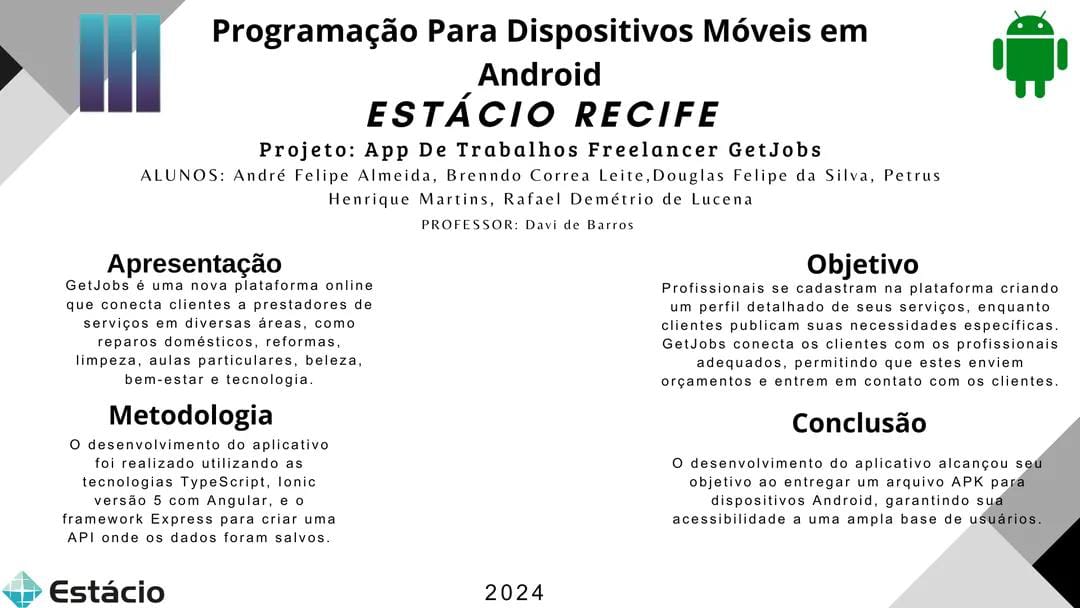 Programação Para Dispositivos Móveis em
Android
ESTÁCIO RECIFE
Projeto: App De Trabalhos Freelancer GetJobs
ALUNOS: André Felipe Almeida, Brenndo Correa Leite,Douglas Felipe da Silva, Petrus
Henrique Martins, Rafael Demétrio de Lucena
PROFESSOR: Davi de Barros
Apresentação
GetJobs é uma nova plataforma online
que conecta clientes a prestadores de
serviços em diversas áreas, como
reparos domésticos, reformas,
limpeza, aulas particulares, beleza,
bem-estar e tecnologia.
Metodologia
O desenvolvimento do aplicativo
foi realizado utilizando as
tecnologias TypeScript, Ionic
versão 5 com Angular, e o
framework Express para criar uma
API onde os dados foram salvos.
Objetivo
Profissionais se cadastram na plataforma criando
um perfil detalhado de seus serviços, enquanto
clientes publicam suas necessidades específicas.
GetJobs conecta os clientes com os profissionais
adequados, permitindo que estes enviem
orçamentos e entrem em contato com os clientes.
Conclusão
O desenvolvimento do aplicativo alcançou seu
objetivo ao entregar um arquivo APK para
dispositivos Android, garantindo sua
acessibilidade a uma ampla base de usuários.
Estácio
2024